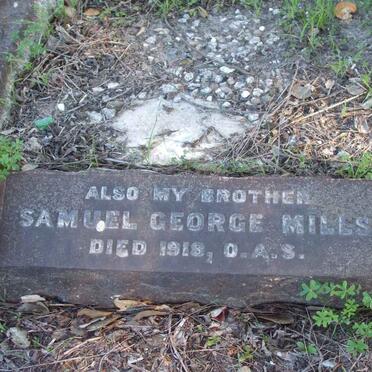 ALSO MY BROTHER
SAMUEL GEORGE MILLS
DIED 1918, O.A.S.